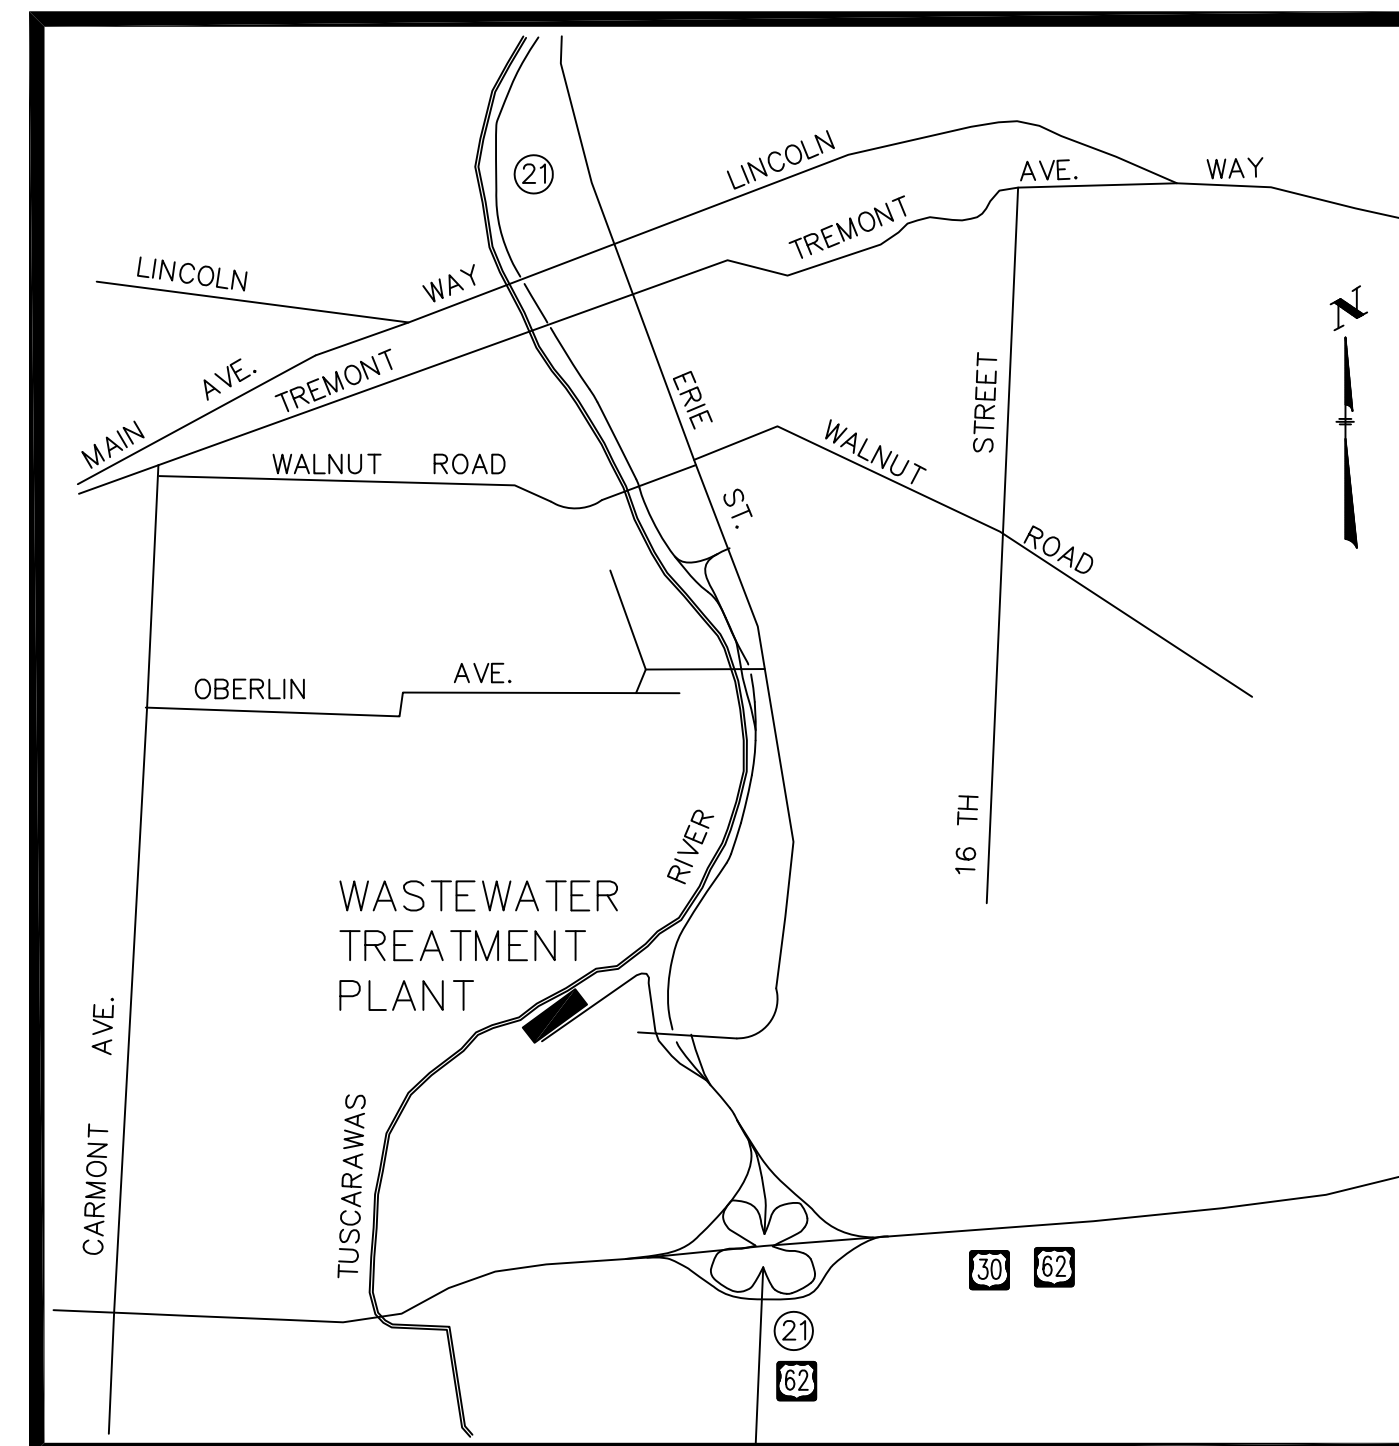 21
LINCOLN
AVE.
WAY
TREMONT
LINCOLN
WAY
N
AVE.
TREMONT
STREET
ERIE
MAIN
WALNUT ROAD
WALNUT
ST.
ROAD
OBERLIN
AVE.
16 TH
RIVER
WASTEWATER
TREATMENT
PLANT
CARMONT AVE.
TUSCARAWAS
30
62
21
62